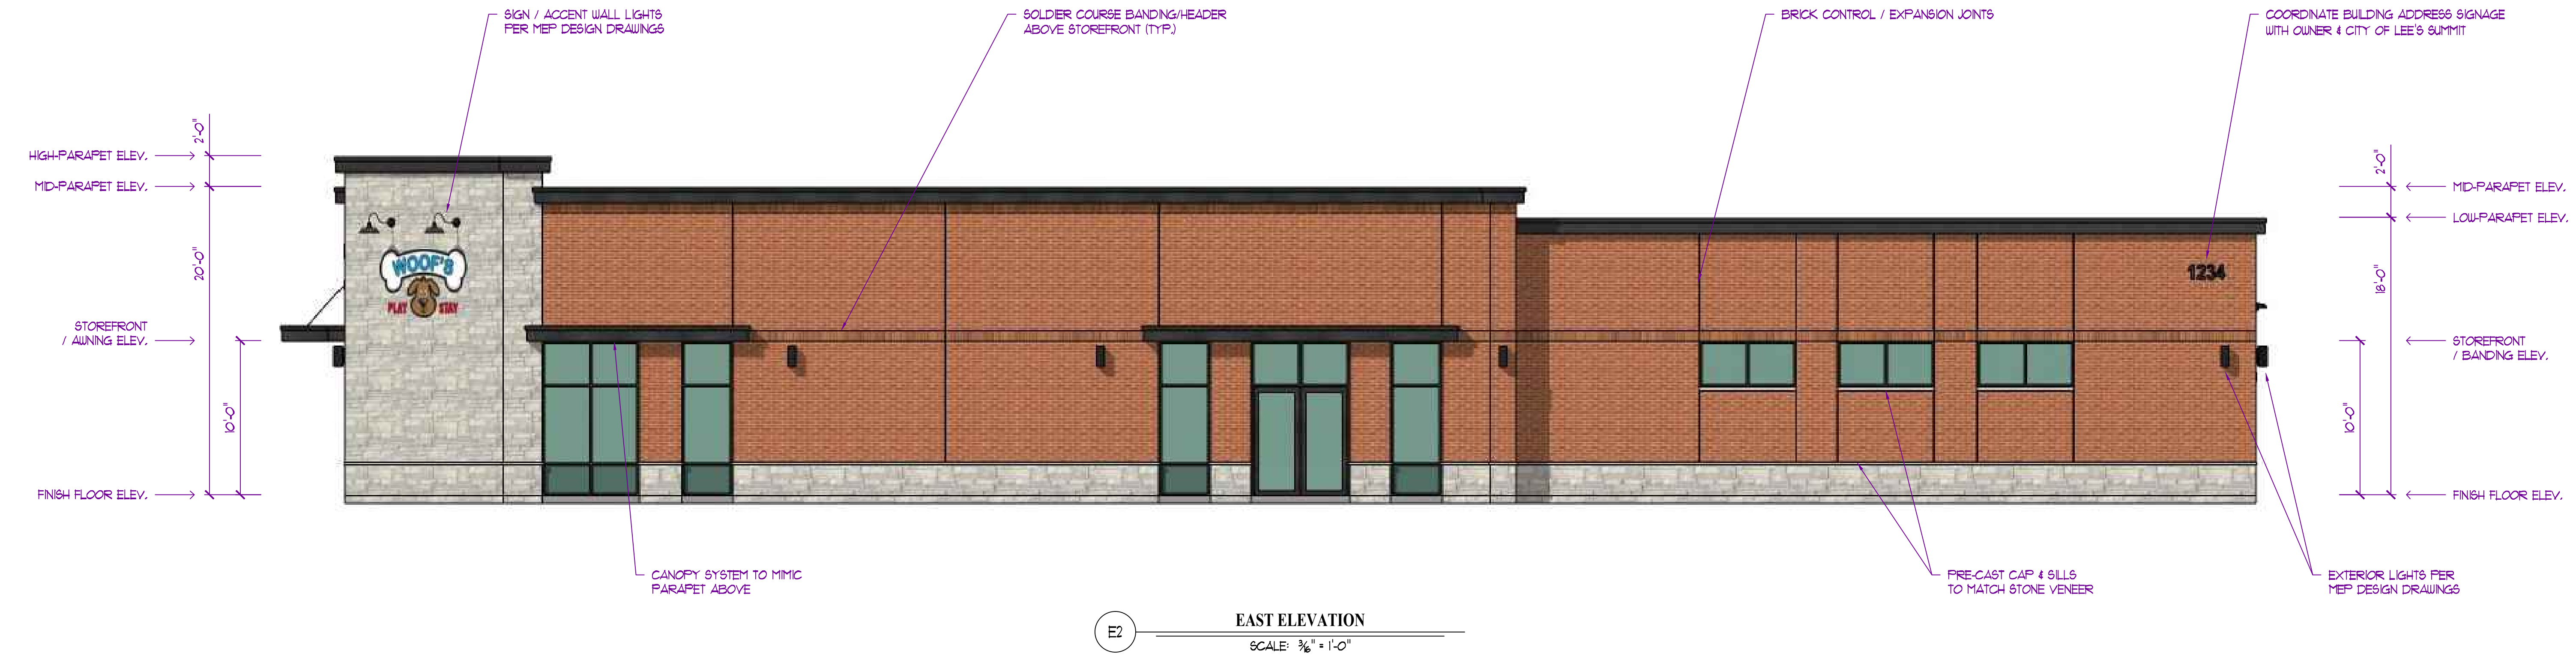 SIGN / ACCENT WALL LIGHTS
PER MEP DESIGN DRAWINGS
SOLDIER COURSE BANDING/HEADER
ABOVE STOREFRONT (TYP.)
BRICK CONTROL / EXPANSION JOINTS
COORDINATE BUILDING ADDRESS SIGNAGE
WITH OWNER & CITY OF LEE'S SUMMIT
2'-0"
HIGH-PARAPET ELEV.
MID-PARAPET ELEV.
20'-0"
STOREFRONT
/ AWNING ELEV.
10'-0"
FINISH FLOOR ELEV.
WOOF'S
PLAY STAY
1234
2'-0"
MID-PARAPET ELEV.
LOW-PARAPET ELEV.
18'-0"
STOREFRONT
/ BANDING ELEV.
10'-0"
FINISH FLOOR ELEV.
CANOPY SYSTEM TO MIMIC
PARAPET ABOVE
PRE-CAST CAP & SILLS
TO MATCH STONE VENEER
EXTERIOR LIGHTS PER
MEP DESIGN DRAWINGS
E2
EAST ELEVATION
SCALE: 3/16" = 1'-0"